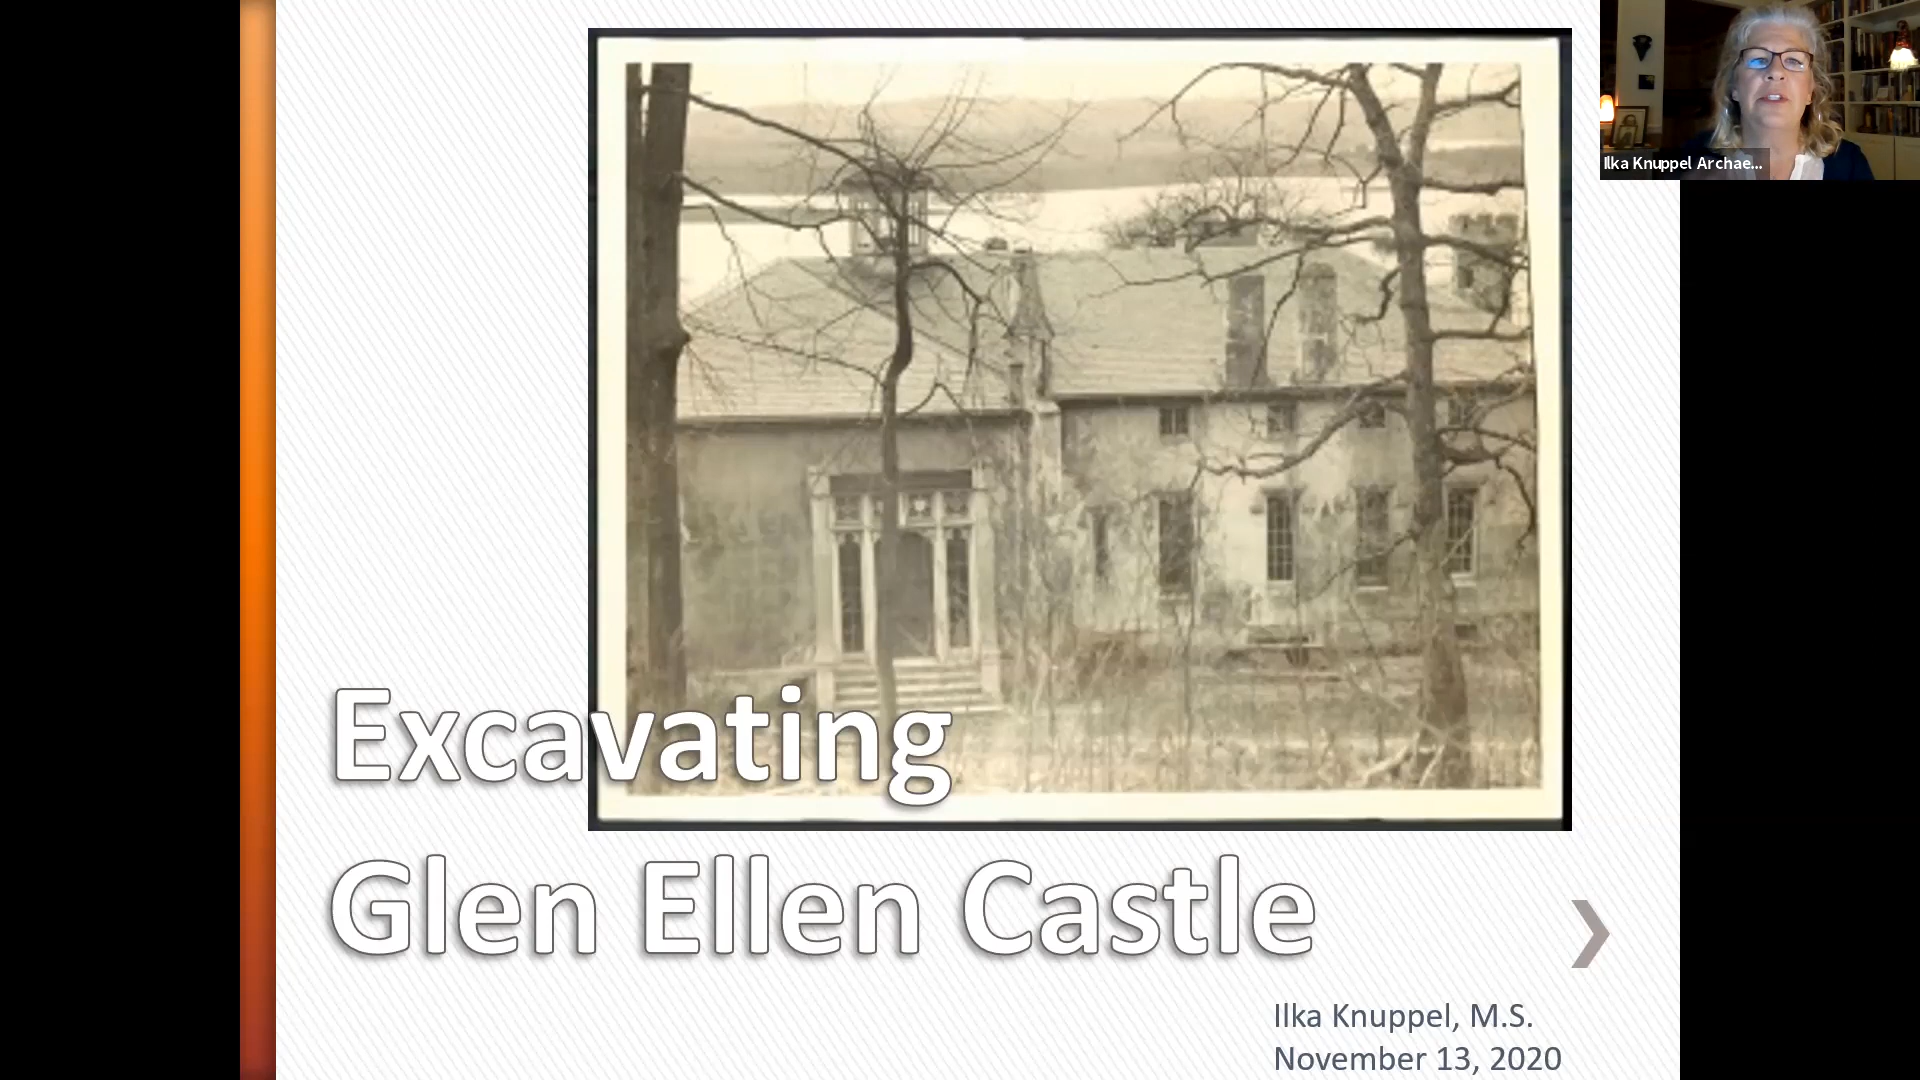 Ilka Knuppel Archae...
Excavating
Glen Ellen Castle
Ilka Knuppel, M.S.
November 13, 2020